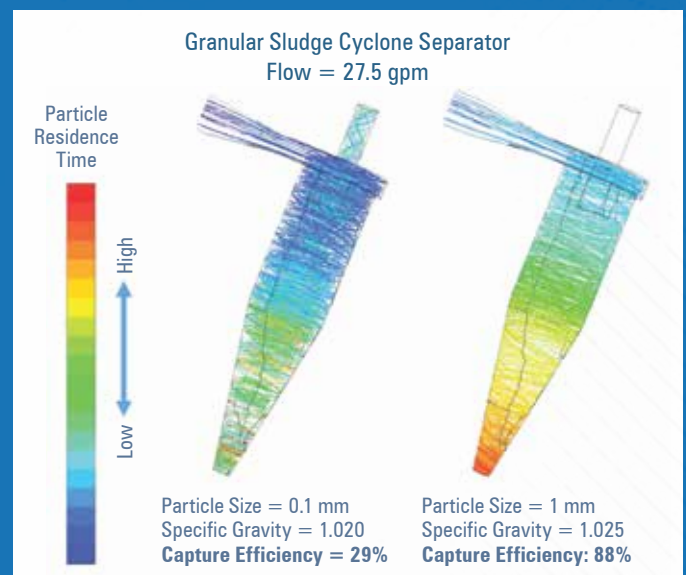 Granular Sludge Cyclone Separator
Flow = 27.5 gpm
Particle
Residence
Time
High
Low
Particle Size = 0.1 mm
Specific Gravity = 1.020
Capture Efficiency = 29%
Particle Size = 1 mm
Specific Gravity = 1.025
Capture Efficiency: 88%